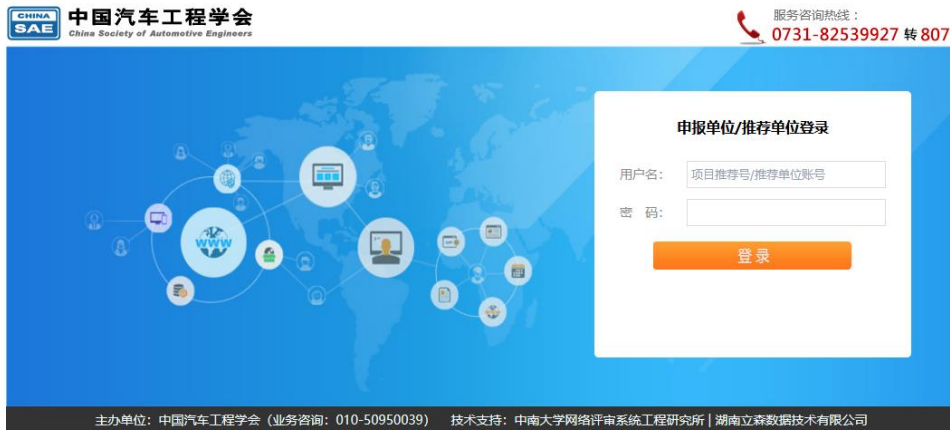 CHINA
SAE
中国汽车工程学会
China Society of Automotive Engineers
服务咨询热线：
0731-82539927 转 807
申报单位/推荐单位登录
用户名： 项目推荐号/推荐单位账号
密 码：
登 录
WWW
主办单位：中国汽车工程学会（业务咨询：010-50950039） 技术支持：中南大学网络评审系统工程研究所 | 湖南立森数据技术有限公司